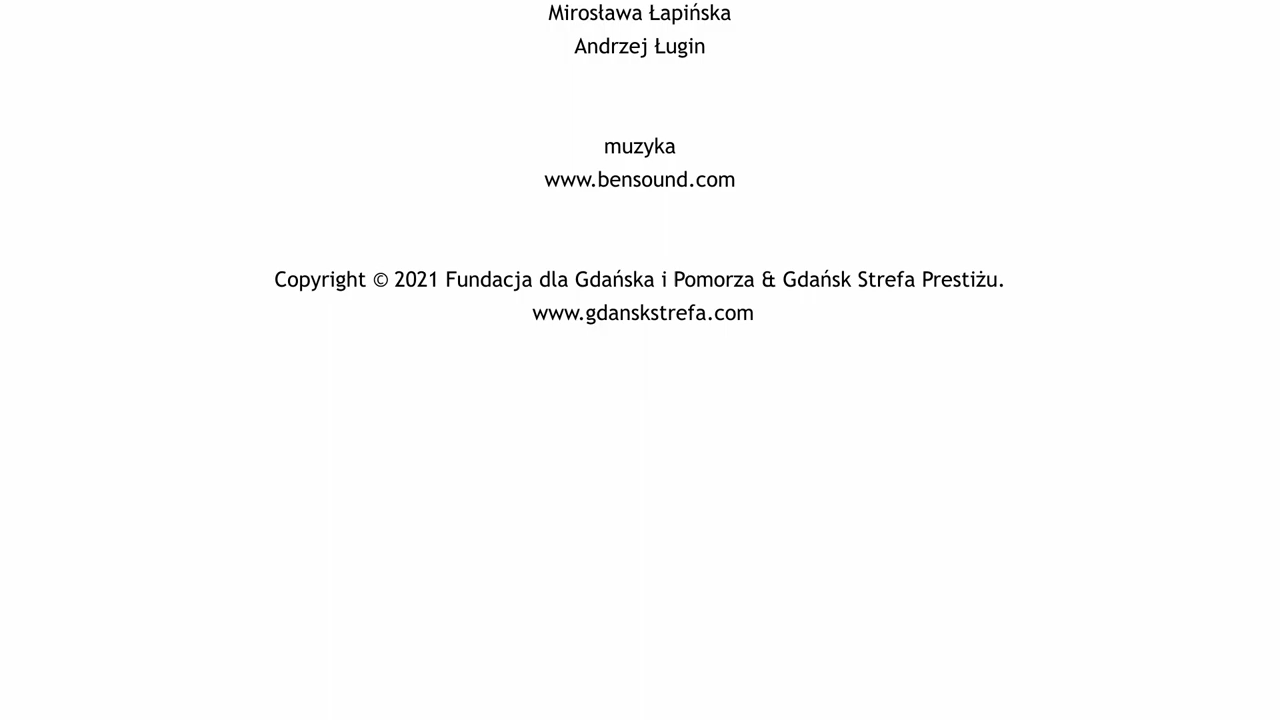 Mirosława Łapińska
Andrzej Ługin
muzyka
www.bensound.com
Copyright © 2021 Fundacja dla Gdańska i Pomorza & Gdańsk Strefa Prestiżu.
www.gdanskstrefa.com